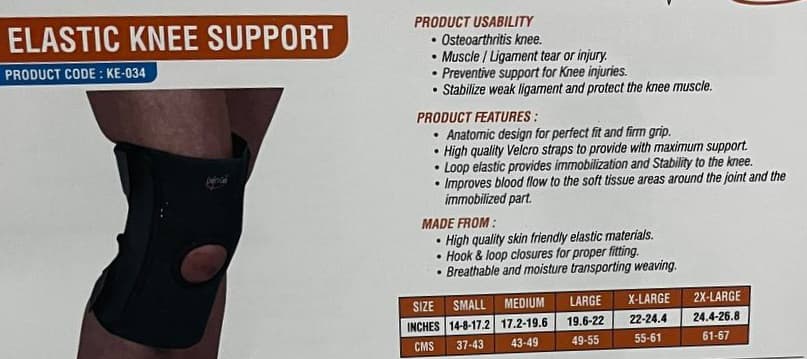 ELASTIC KNEE SUPPORT
PRODUCT CODE : KE-034
PRODUCT USABILITY
• Osteoarthritis knee.
• Muscle / Ligament tear or injury.
• Preventive support for Knee injuries.
• Stabilize weak ligament and protect the knee muscle.
PRODUCT FEATURES :
• Anatomic design for perfect fit and firm grip.
• High quality Velcro straps to provide with maximum support.
• Loop elastic provides immobilization and Stability to the knee.
• Improves blood flow to the soft tissue areas around the joint and the
immobilized part.
MADE FROM :
• High quality skin friendly elastic materials.
• Hook & loop closures for proper fitting.
• Breathable and moisture transporting weaving.
SIZE SMALL MEDIUM LARGE X-LARGE 2X-LARGE
INCHES 14-8-17.2 17.2-19.6 19.6-22 22-24.4 24.4-26.8
CMS 37-43 43-49 49-55 55-61 61-67